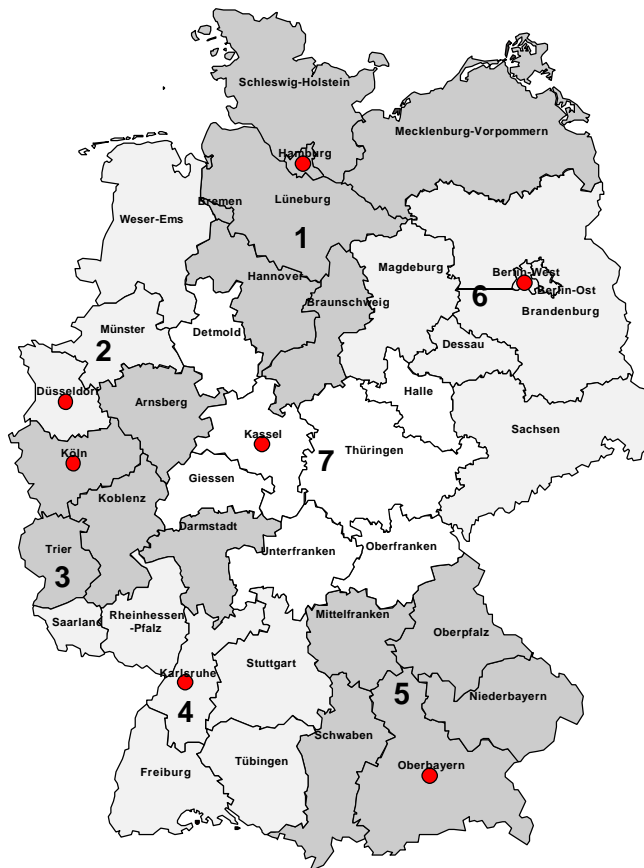 Schleswig-Holstein
Mecklenburg-Vorpommern
Hamburg
Bremen
Lüneburg
Weser-Ems
1
Hannover
Magdeburg
Berlin-West
Braunschweig
6
Berlin-Ost
Brandenburg
Münster
Detmold
2
Dessau
Düsseldorf
Arnsberg
Halle
Sachsen
Kassel
Köln
Thüringen
7
Giessen
Koblenz
Darmstadt
Trier
Unterfranken
Oberfranken
3
Rheinhessen
-Pfalz
Saarland
Mittelfranken
Oberpfalz
Stuttgart
Karlsruhe
5
Niederbayern
4
Schwaben
Freiburg
Tübingen
Oberbayern